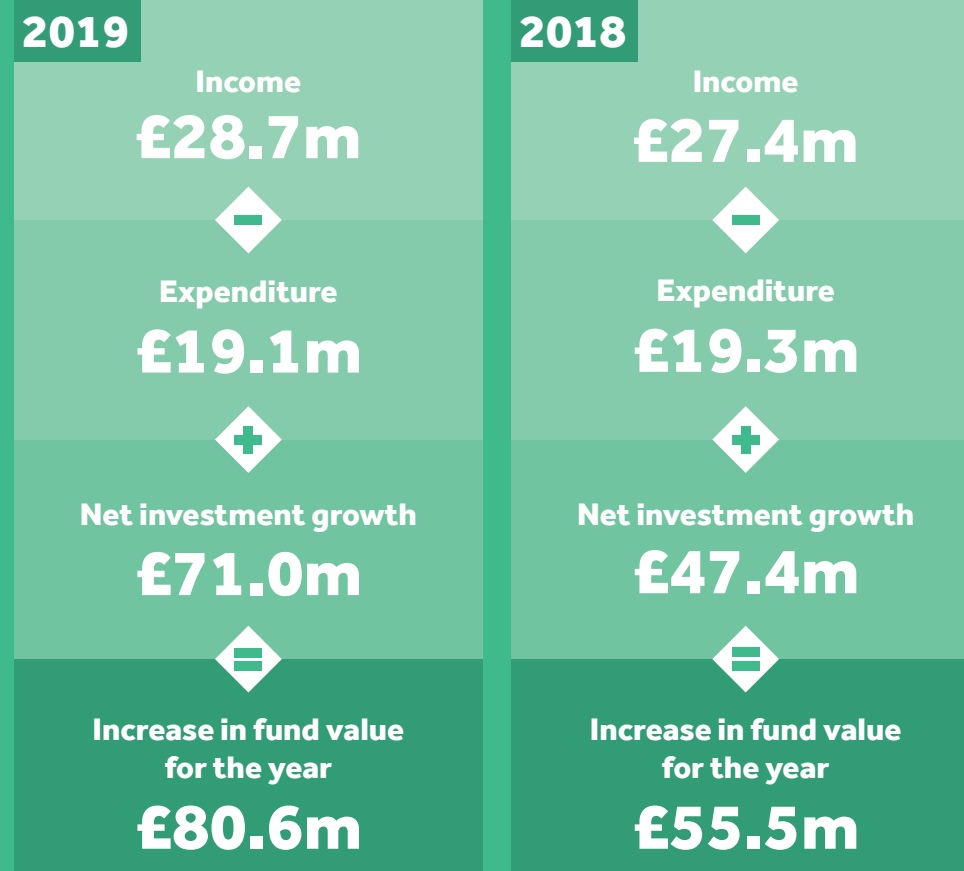 2019
Income
£28.7m
−
Expenditure
£19.1m
+
Net investment growth
£71.0m
=
Increase in fund value
for the year
£80.6m
2018
Income
£27.4m
−
Expenditure
£19.3m
+
Net investment growth
£47.4m
=
Increase in fund value
for the year
£55.5m